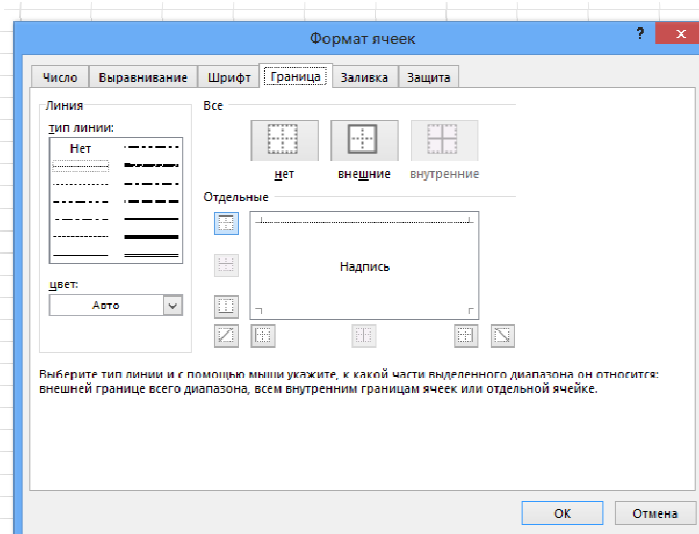 Формат ячеек
? x
Число Выравнивание Шрифт Граница Заливка Защита
Линия
тип линии:
Нет
цвет:
Авто
Все
нет внешние внутренние
Отдельные
Надпись
Выберите тип линии и с помощью мыши укажите, к какой части выделенного диапазона он относится:
внешней границе всего диапазона, всем внутренним границам ячеек или отдельной ячейке.
ОК Отмена